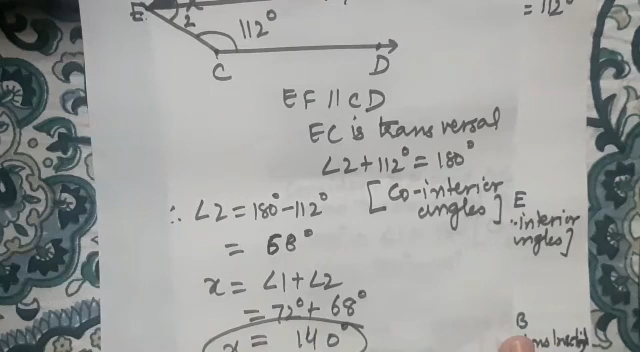 = 112°
E
2
112°
C
D
EF // CD
EC is transversal
∠2+112° = 180°
[Co-interior
angles]
∴ ∠2 = 180°-112°
= 68°
x = ∠1+∠2
= 72°+ 68°
x = 140°
E
interior
angles]
B